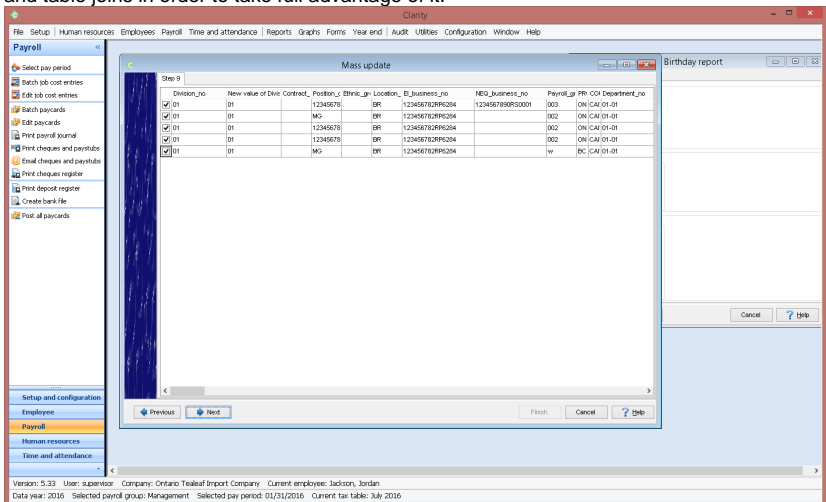 and table joins in order to take full advantage of it.
Clarity
File Setup Human resources Employees Payroll Time and attendance Reports Graphs Forms Year end Audit Utilities Configuration Window Help
Payroll «
Select pay period
Batch job cost entries
Edit job cost entries
Batch paycards
Edit paycards
Print payroll journal
Print cheques and paystubs
Email cheques and paystubs
Print cheques register
Print deposit register
Create bank file
Post all paycards
Setup and configuration
Employee
Payroll
Human resources
Time and attendance
Birthday report
Cancel Help
Mass update
Step 9
Division_no New value of Divis Contract_ Position_c Ethnic_gr Location_ EI_business_no NEQ_business_no Payroll_gr PR COU Department_no
01 01 12345678 BR 123456782RP6284 1234567890RS0001 003 ON CAN 01-01
01 01 MG BR 123456782RP6284 002 ON CAN 01-01
01 01 12345678 BR 123456782RP6284 002 ON CAN 01-01
01 01 12345678 BR 123456782RP6284 002 ON CAN 01-01
01 01 MG BR 123456782RP6284 w BC CAN 01-01
Previous Next Finish Cancel Help
Version: 5.33 User: supervisor Company: Ontario Tealeaf Import Company Current employee: Jackson, Jordan
Data year: 2016 Selected payroll group: Management Selected pay period: 01/31/2016 Current tax table: July 2016